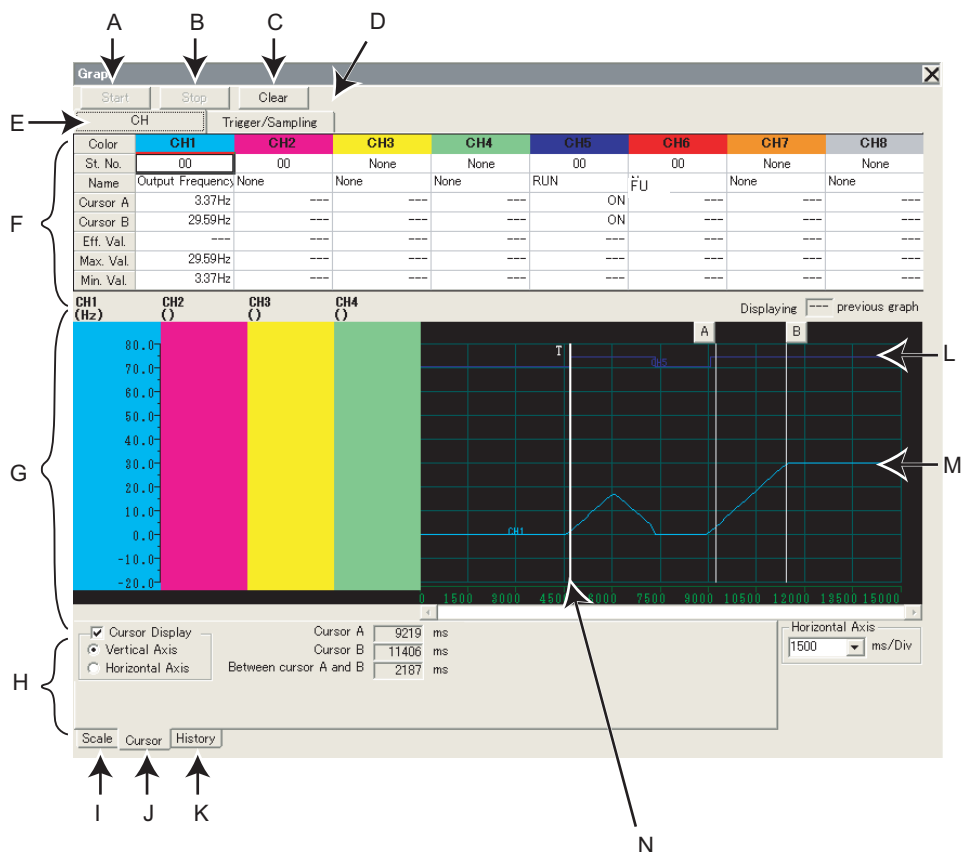 A B C D
Grap
Start Stop Clear
E CH Trigger/Sampling
Color CH1 CH2 CH3 CH4 CH5 CH6 CH7 CH8
St. No. 00 00 None None 00 00 None None
Name Output Frequency None None None RUN FU None None
F
Cursor A 3.37Hz --- --- --- ON --- --- ---
Cursor B 29.59Hz --- --- --- ON --- --- ---
Eff. Val. --- --- --- --- --- --- --- ---
Max. Val. 29.59Hz --- --- --- --- --- --- ---
Min. Val. 3.37Hz --- --- --- --- --- --- ---
CH1 CH2 CH3 CH4
(Hz) () () () Displaying --- previous graph
A B
80.0 T
L
70.0 CH5
60.0
50.0
40.0
G 30.0 M
20.0
10.0
0.0 CH1
-10.0
-20.0
0 1500 3000 450 6000 7500 9000 10500 12000 13500 15000
H
Cursor Display Cursor A 9219 ms Horizontal Axis
Vertical Axis Cursor B 11406 ms 1500 ms/Div
Horizontal Axis Between cursor A and B 2187 ms
Scale Cursor History
I J K
N